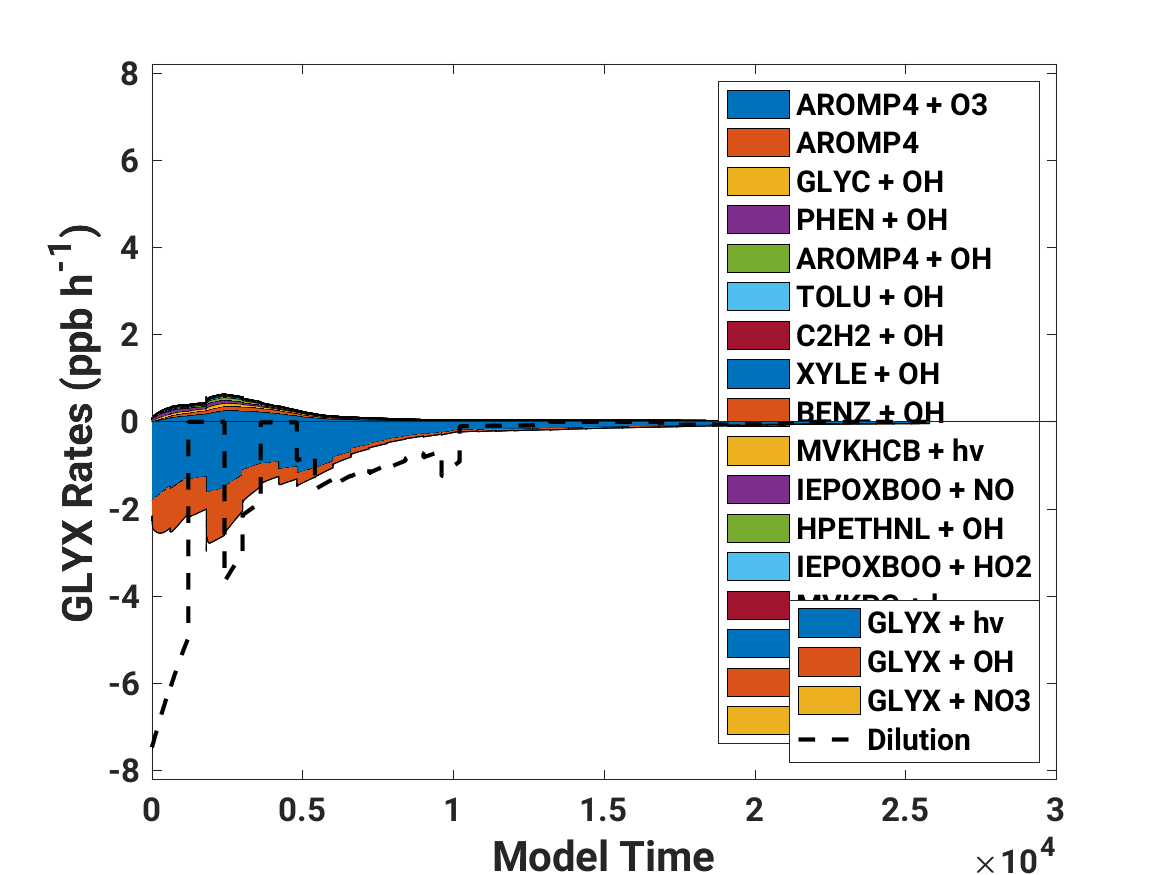 8
6
4
2
0
-2
-4
-6
-8
GLYX Rates (ppb h⁻¹)
0
0.5
1
1.5
2
2.5
3
×10⁴
Model Time
AROMP4 + O3
AROMP4
GLYC + OH
PHEN + OH
AROMP4 + OH
TOLU + OH
C2H2 + OH
XYLE + OH
BENZ + OH
MVKHCB + hv
IEPOXBOO + NO
HPETHNL + OH
IEPOXBOO + HO2
GLYX + hv
GLYX + OH
GLYX + NO3
Dilution